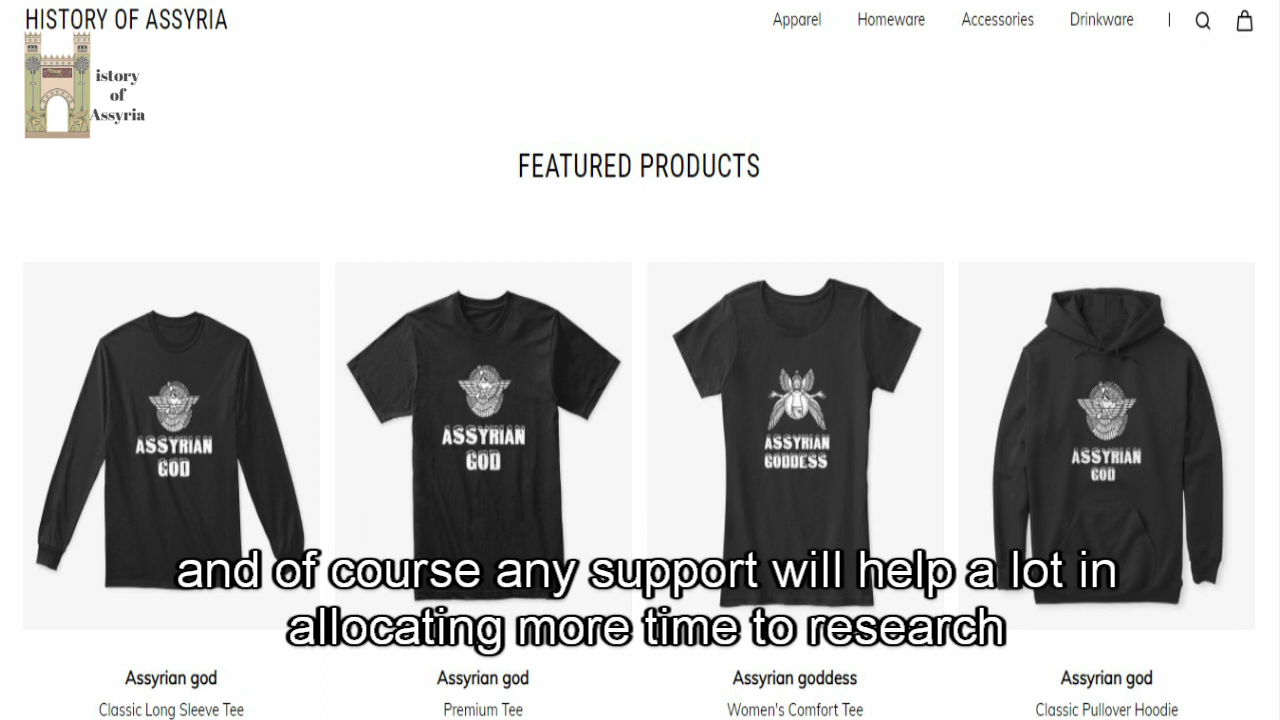 HISTORY OF ASSYRIA
Apparel Homeware Accessories Drinkware
istory
of
Assyria
FEATURED PRODUCTS
ASSYRIAN
GOD
ASSYRIAN
GOD
ASSYRIAN
GODDESS
ASSYRIAN
GOD
and of course any support will help a lot in
allocating more time to research
Assyrian god
Classic Long Sleeve Tee
Assyrian god
Premium Tee
Assyrian goddess
Women's Comfort Tee
Assyrian god
Classic Pullover Hoodie